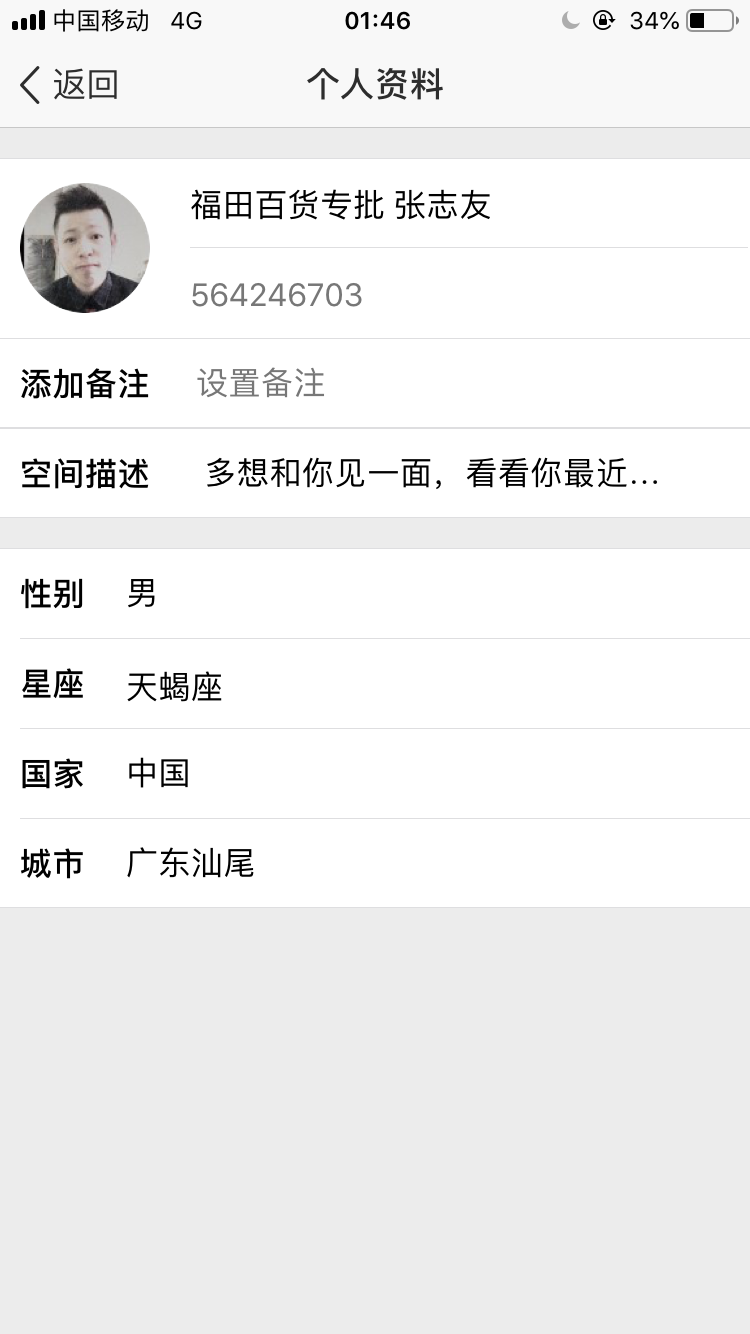 中国移动 4G 01:46 34%
返回 个人资料
福田百货专批 张志友
564246703
添加备注 设置备注
空间描述 多想和你见一面，看看你最近...
性别 男
星座 天蝎座
国家 中国
城市 广东汕尾